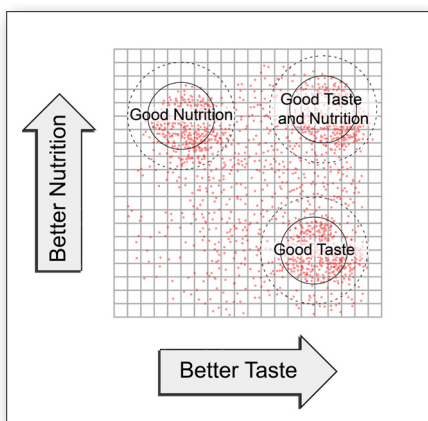 Good Nutrition
Good Taste
and Nutrition
Good Taste
Better Nutrition
Better Taste